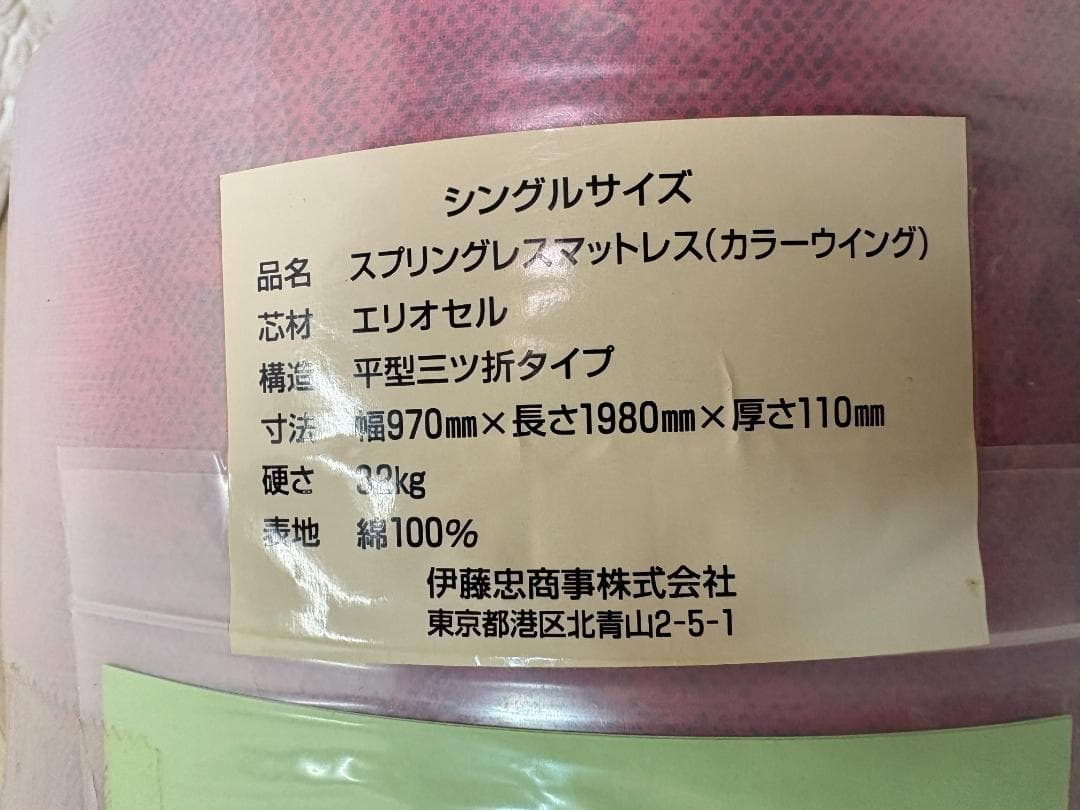 シングルサイズ
品名 スプリングレスマットレス(カラーウイング)
芯材 エリオセル
構造 平型三ツ折タイプ
寸法 幅970㎜×長さ1980㎜×厚さ110㎜
硬さ 32kg
表地 綿100%
伊藤忠商事株式会社
東京都港区北青山2-5-1